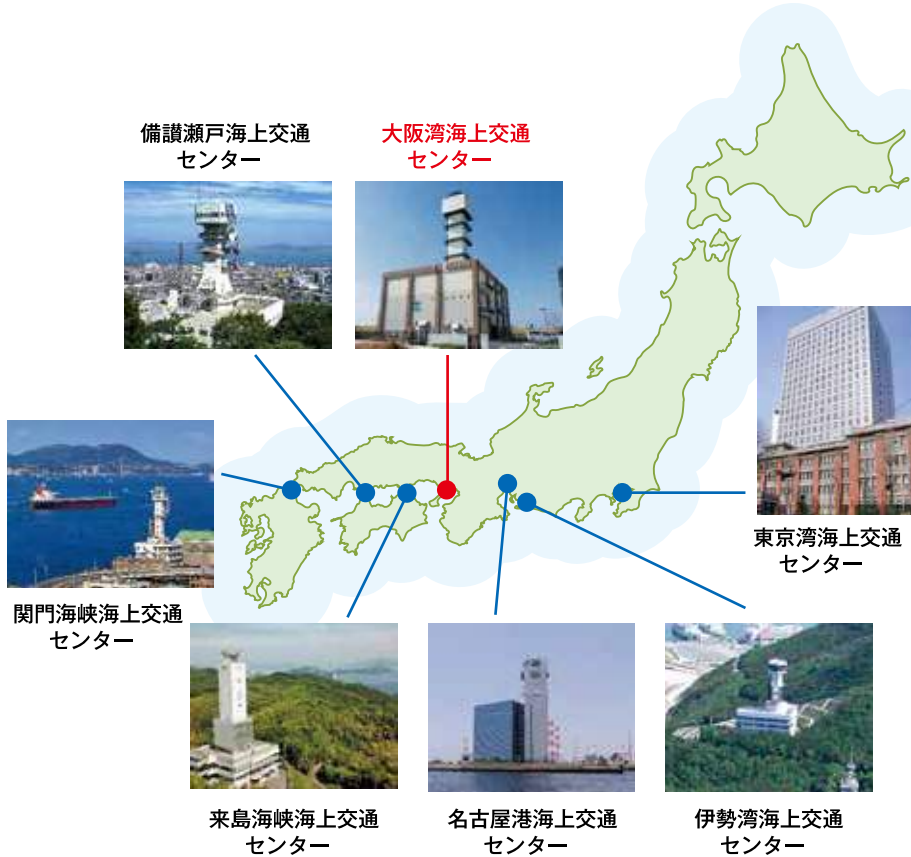 備讃瀬戸海上交通
センター
大阪湾海上交通
センター
東京湾海上交通
センター
関門海峡海上交通
センター
来島海峡海上交通
センター
名古屋港海上交通
センター
伊勢湾海上交通
センター